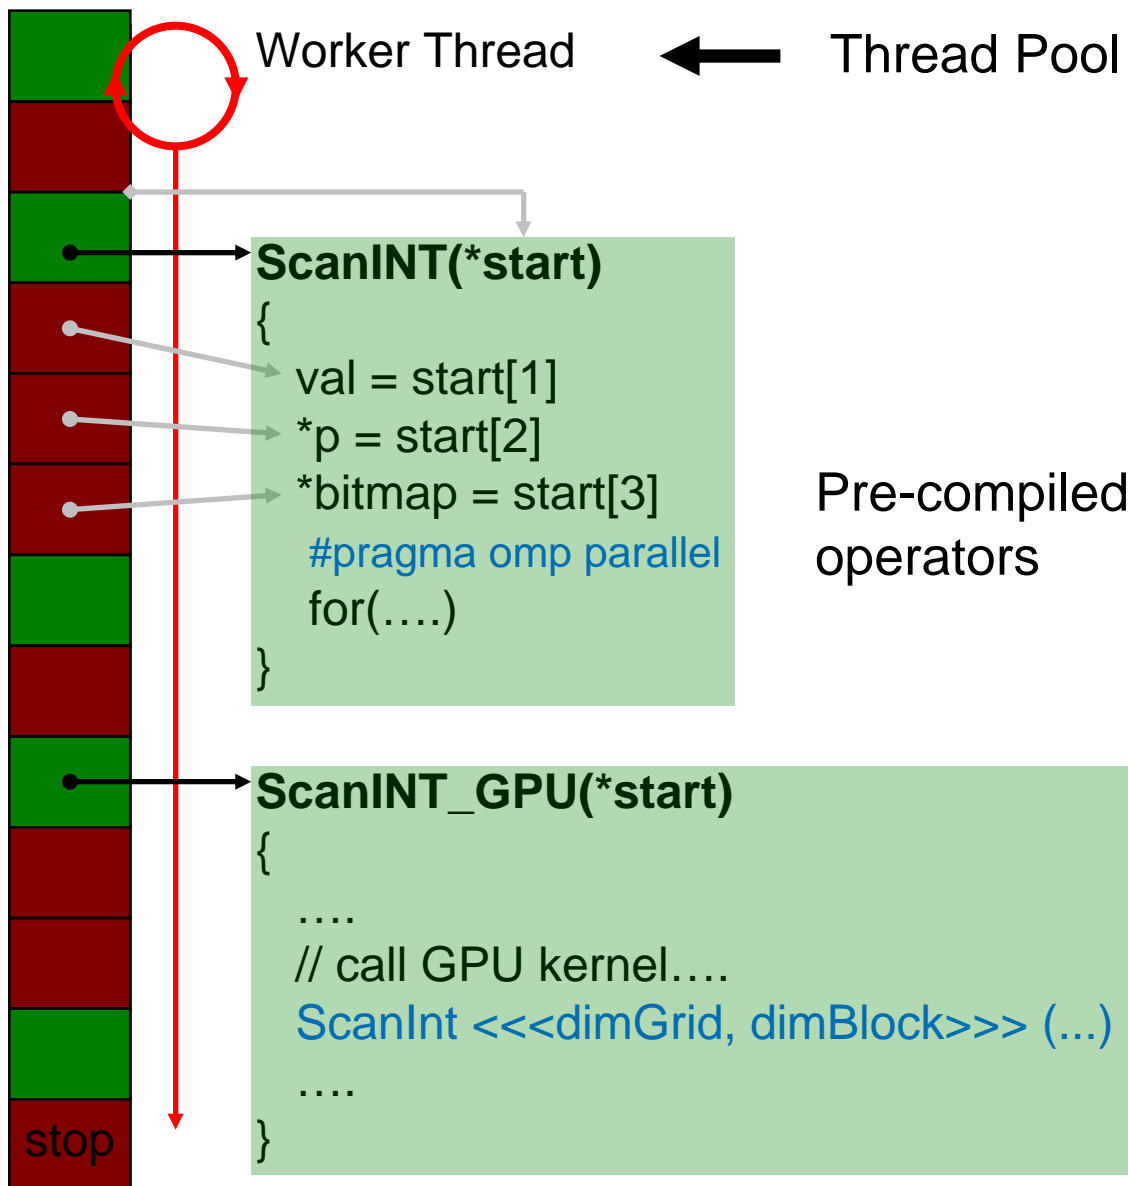 Worker Thread
Thread Pool
ScanINT(*start)
{
val = start[1]
*p = start[2]
*bitmap = start[3]
#pragma omp parallel
for(….)
}
Pre-compiled
operators
ScanINT_GPU(*start)
{
….
// call GPU kernel….
ScanInt <<<dimGrid, dimBlock>>> (...)
….
}
stop